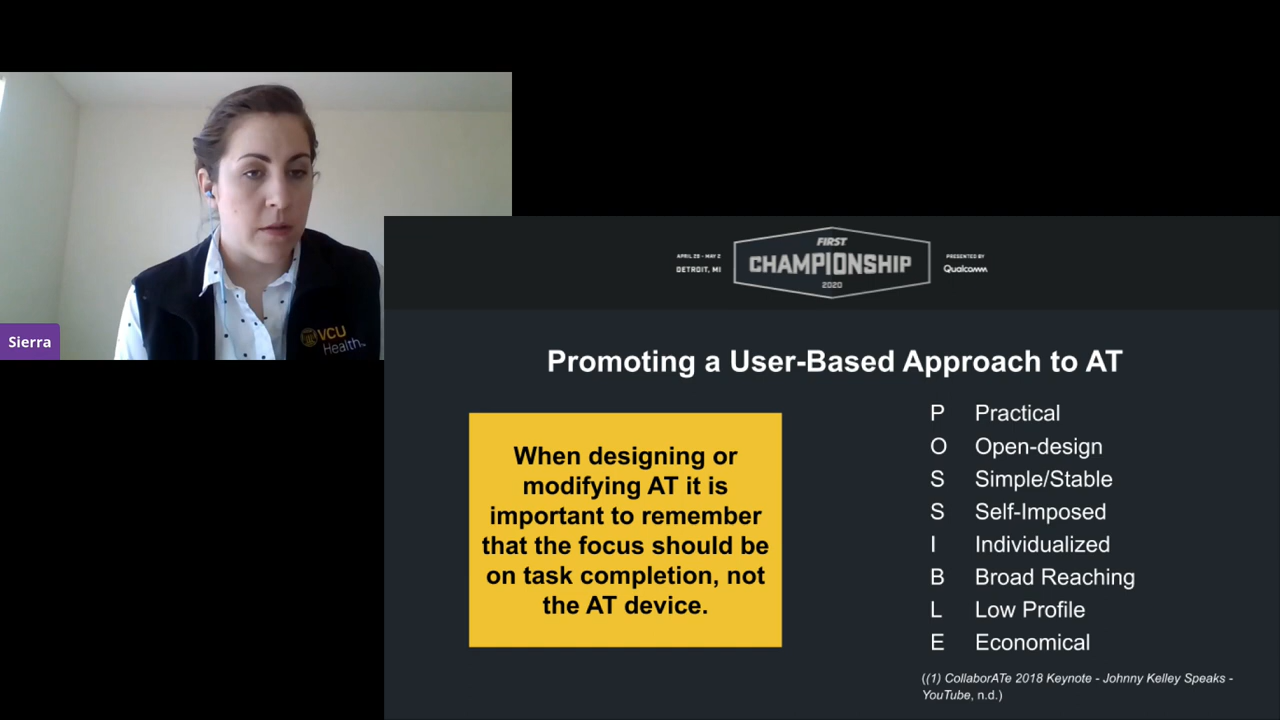 Sierra
VCU
Health™
APRIL 29 - MAY 2
DETROIT, MI
FIRST
CHAMPIONSHIP
2020
PRESENTED BY
Qualcomm
Promoting a User-Based Approach to AT
When designing or
modifying AT it is
important to remember
that the focus should be
on task completion, not
the AT device.
P Practical
O Open-design
S Simple/Stable
S Self-Imposed
I Individualized
B Broad Reaching
L Low Profile
E Economical
((1) CollaborATe 2018 Keynote - Johnny Kelley Speaks -
YouTube, n.d.)